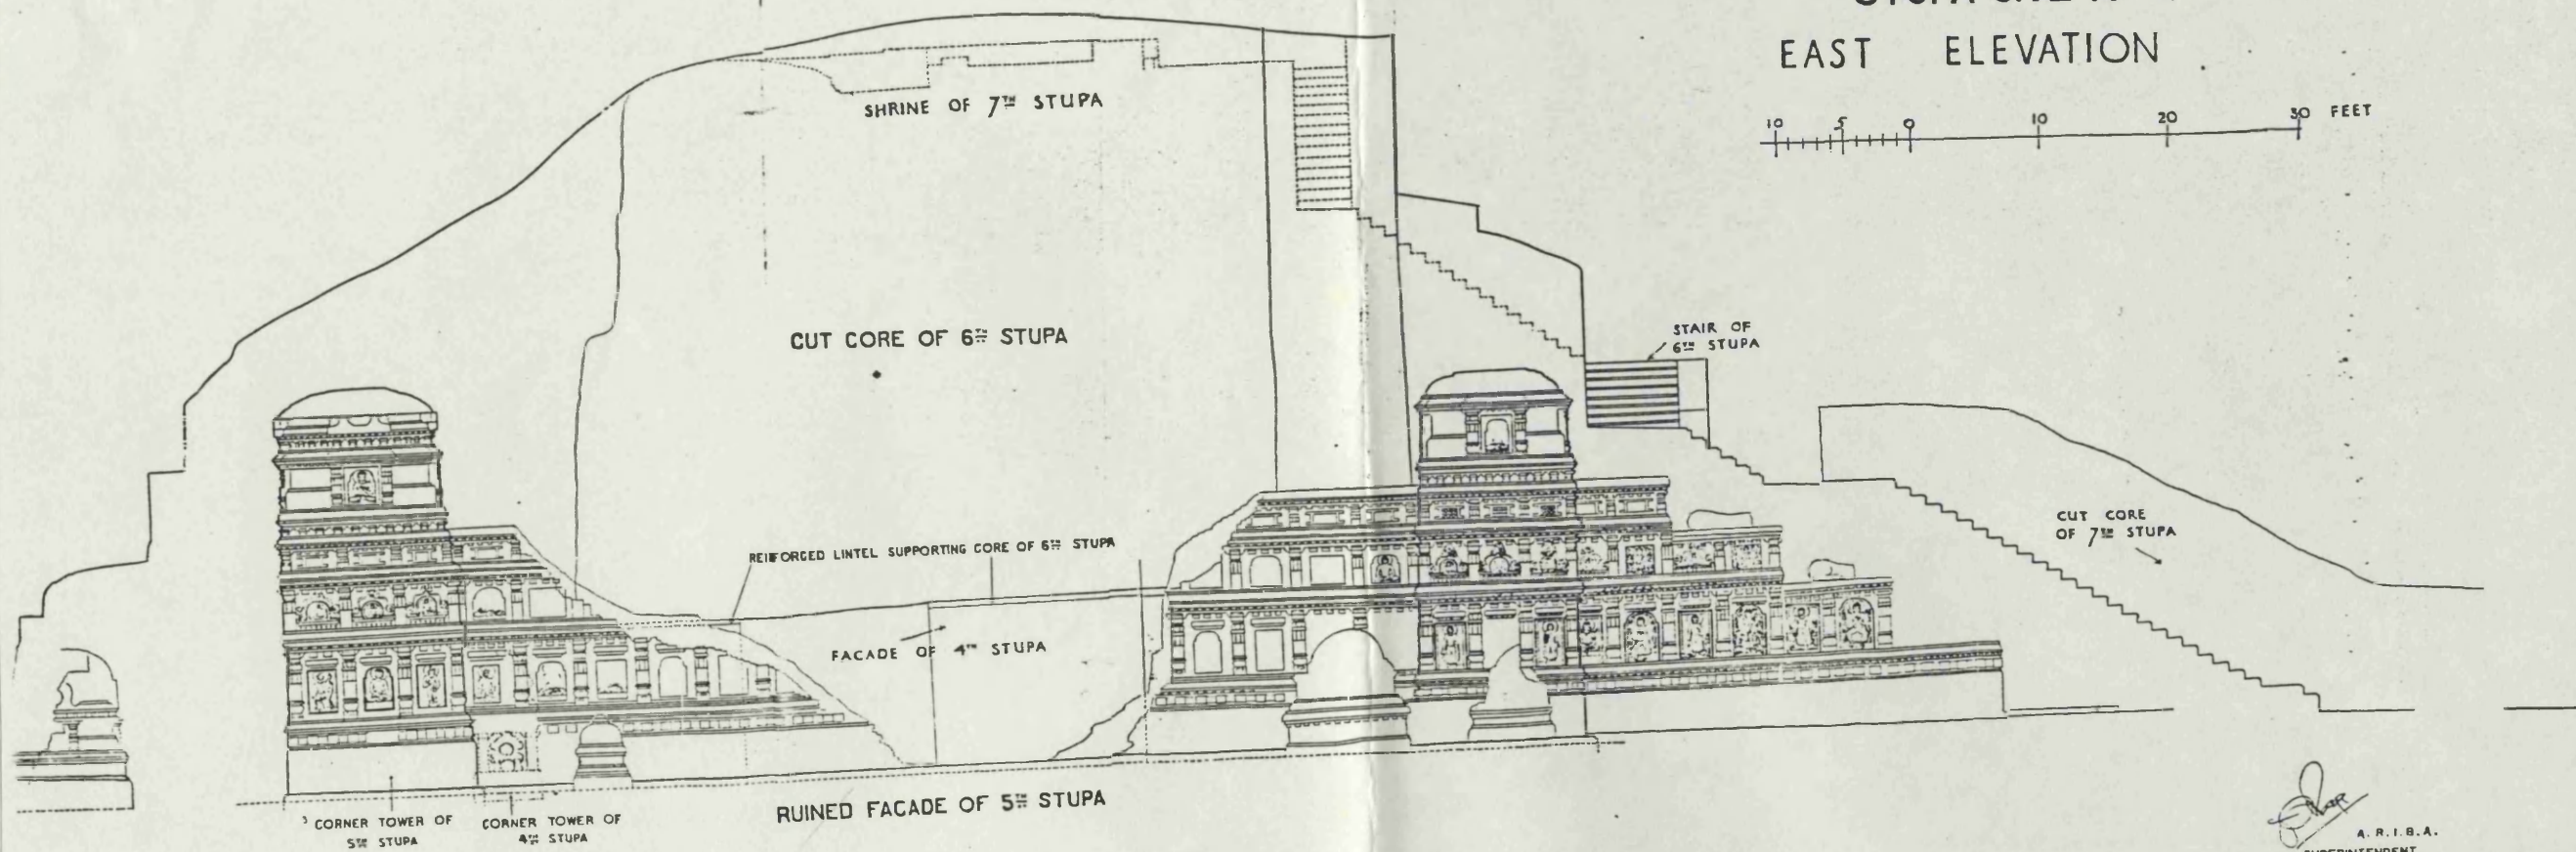 EAST ELEVATION
10 5 0 10 20 30 FEET
SHRINE OF 7TH STUPA
CUT CORE OF 6TH STUPA
STAIR OF
6TH STUPA
CUT CORE
OF 7TH STUPA
REINFORGED LINTEL SUPPORTING CORE OF 6TH STUPA
FACADE OF 4TH STUPA
RUINED FACADE OF 5TH STUPA
CORNER TOWER OF
5TH STUPA
CORNER TOWER OF
4TH STUPA
A.R.I.B.A.
SUPERINTENDENT